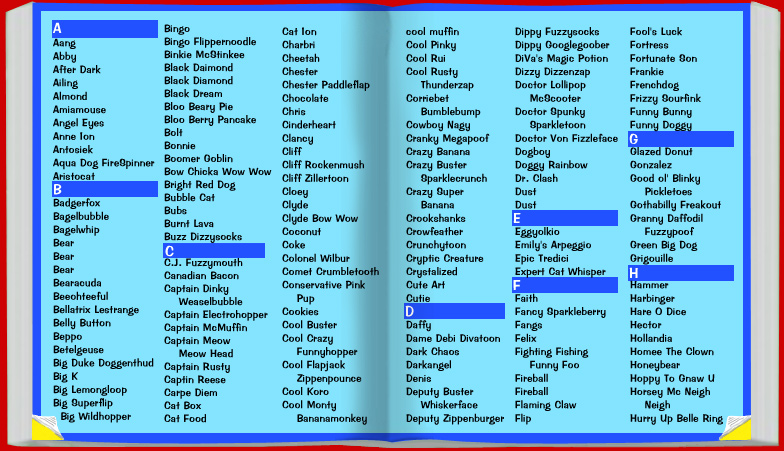 A
Aang
Abby
After Dark
Ailing
Almond
Amiamouse
Angel Eyes
Anne Ion
Antosiek
Aqua Dog FireSpinner
Aristocat
B
Badgerfox
Bagelbubble
Bagelwhip
Bear
Bear
Bear
Bearacuda
Beeohteeful
Bellatrix Lestrange
Belly Button
Beppo
Betelgeuse
Big Duke Doggenthud
Big K
Big Lemongloop
Big Superflip
Big Wildhopper
Bingo
Bingo Flippernoodle
Binkie McStinkee
Black Daimond
Black Diamond
Black Dream
Bloo Beary Pie
Bloo Berry Pancake
Bolt
Bonnie
Boomer Goblin
Bow Chicka Wow Wow
Bright Red Dog
Bubble Cat
Bubs
Burnt Lava
Buzz Dizzysocks
C
C.J. Fuzzymouth
Canadian Bacon
Captain Dinky
Weaselbubble
Captain Electrohopper
Captain McMuffin
Captain Meow
Meow Head
Captain Rusty
Captin Reese
Carpe Diem
Cat Box
Cat Food
Cat Ion
Charbri
Cheetah
Chester
Chester Paddleflap
Chocolate
Chris
Cinderheart
Clancy
Cliff
Cliff Rockenmush
Cliff Zillertoon
Cloey
Clyde
Clyde Bow Wow
Coconut
Coke
Colonel Wilbur
Comet Crumbletooth
Conservative Pink
Pup
Cookies
Cool Buster
Cool Crazy
Funnyhopper
Cool Flapjack
Zippenpounce
Cool Koro
Cool Monty
Bananamonkey
cool muffin
Cool Pinky
Cool Rui
Cool Rusty
Thunderzap
Corriebet
Bumblebump
Cowboy Nagy
Cranky Megapoof
Crazy Banana
Crazy Buster
Sparklecrunch
Crazy Super
Banana
Crookshanks
Crowfeather
Crunchytoon
Cryptic Creature
Crystalized
Cute Art
Cutie
D
Daffy
Dame Debi Divatoon
Dark Chaos
Darkangel
Denis
Deputy Buster
Whiskerface
Deputy Zippenburger
Dippy Fuzzysocks
Dippy Googlegoober
DiVa's Magic Potion
Dizzy Dizzenzap
Doctor Lollipop
McScooter
Doctor Spunky
Sparkletoon
Doctor Von Fizzleface
Dogboy
Doggy Rainbow
Dr. Clash
Dust
Dust
E
Eggyolkio
Emily's Arpeggio
Epic Tredici
Expert Cat Whisper
F
Faith
Fancy Sparkleberry
Fangs
Felix
Fighting Fishing
Funny Foo
Fireball
Fireball
Flaming Claw
Flip
Fool's Luck
Fortress
Fortunate Son
Frankie
Frenchdog
Frizzy Sourfink
Funny Bunny
Funny Doggy
G
Glazed Donut
Gonzalez
Good ol' Blinky
Pickletoes
Gothabilly Freakout
Granny Daffodil
Fuzzypoof
Green Big Dog
Grigouille
H
Hammer
Harbinger
Hare O Dice
Hector
Hollandia
Homee The Clown
Honeybear
Hoppy To Gnaw U
Horsey Mc Neigh
Neigh
Hurry Up Belle Ring